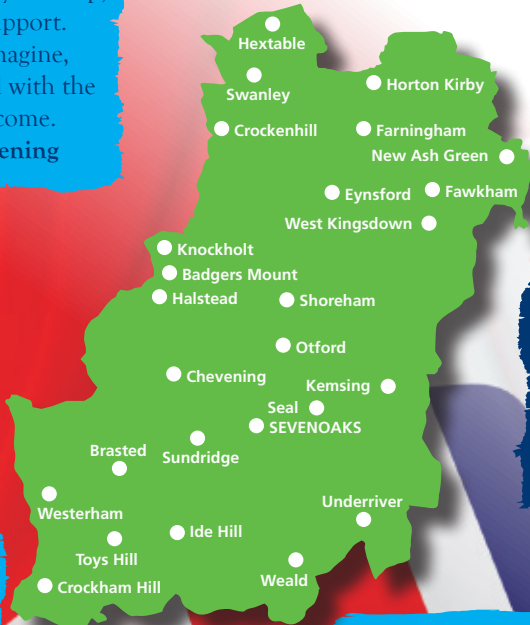 pport.
magine,
with the
come.
ening
Hextable
Swanley
Horton Kirby
Crockenhill
Farningham
New Ash Green
Eynsford
Fawkham
West Kingsdown
Knockholt
Badgers Mount
Halstead
Shoreham
Otford
Chevening
Kemsing
Seal
SEVENOAKS
Brasted
Sundridge
Westerham
Underriver
Ide Hill
Toys Hill
Weald
Crockham Hill